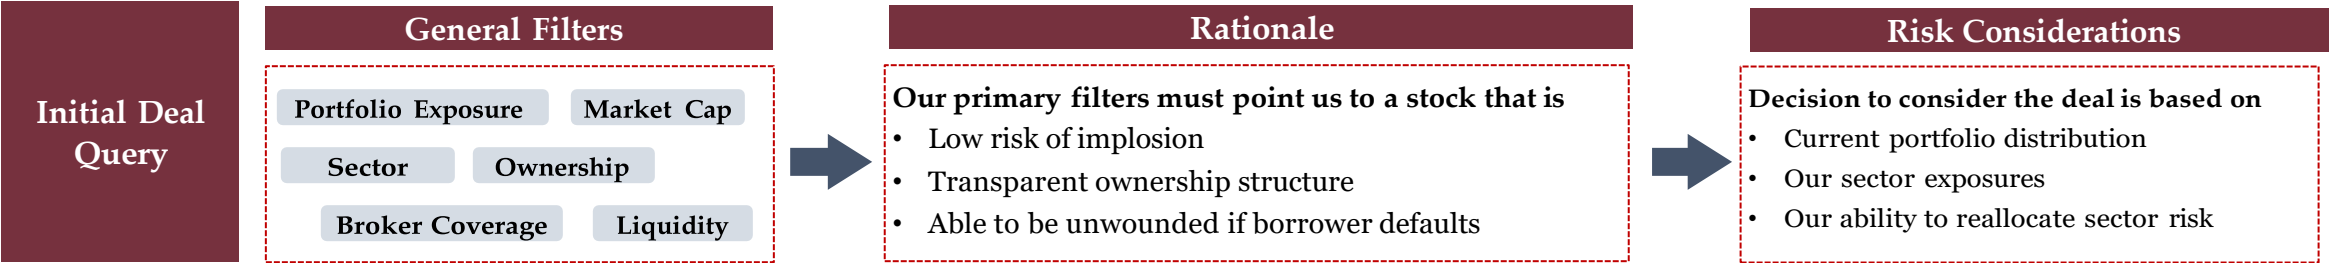 Initial Deal
Query
General Filters
Portfolio Exposure
Market Cap
Sector
Ownership
Broker Coverage
Liquidity
Rationale
Our primary filters must point us to a stock that is
• Low risk of implosion
• Transparent ownership structure
• Able to be unwounded if borrower defaults
Risk Considerations
Decision to consider the deal is based on
• Current portfolio distribution
• Our sector exposures
• Our ability to reallocate sector risk